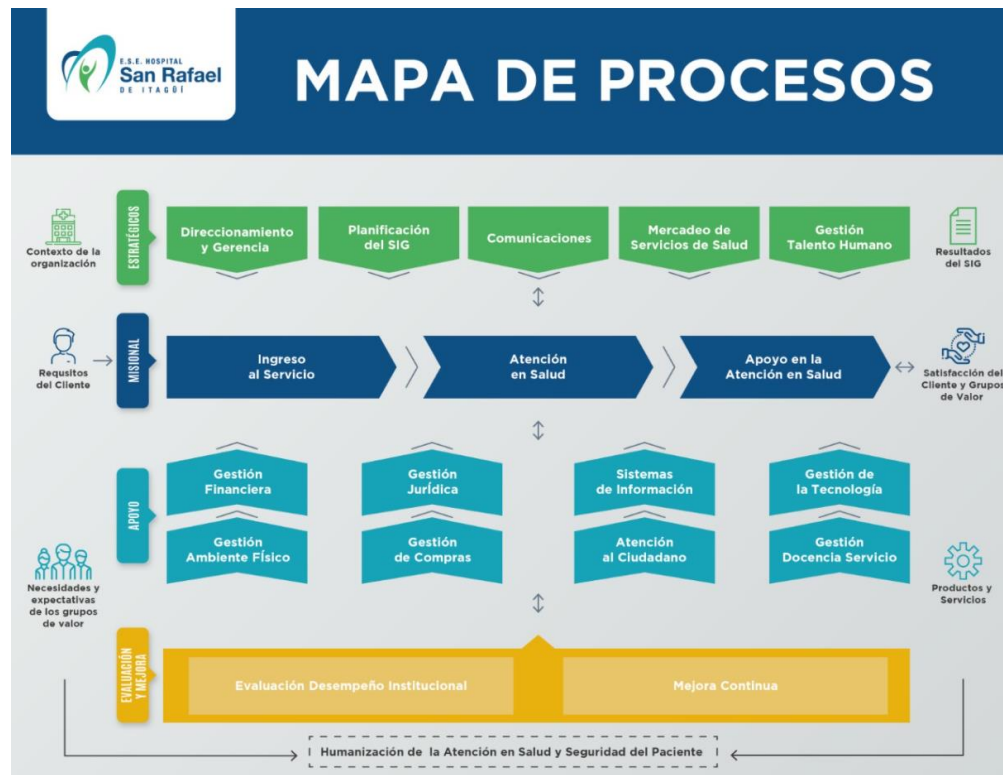 E.S.E. HOSPITAL
San Rafael
DE ITAGÜÍ
MAPA DE PROCESOS
Contexto de la
organización
ESTRATÉGICOS
Direccionamiento
y Gerencia
Planificación
del SIG
Comunicaciones
Mercadeo de
Servicios de Salud
Gestión
Talento Humano
Resultados
del SIG
Requsitos
del Cliente
MISIONAL
Ingreso
al Servicio
Atención
en Salud
Apoyo en la
Atención en Salud
Satisfacción del
Cliente y Grupos
de Valor
APOYO
Gestión
Financiera
Gestión
Jurídica
Sistemas
de Información
Gestión de
la Tecnología
Gestión
Ambiente Físico
Gestión
de Compras
Atención
al Ciudadano
Gestión
Docencia Servicio
Necesidades y
expectativas
de los grupos
de valor
Productos y
Servicios
EVALUACIÓN
Y MEJORA
Evaluación Desempeño Institucional
Mejora Continua
Humanización de la Atención en Salud y Seguridad del Paciente